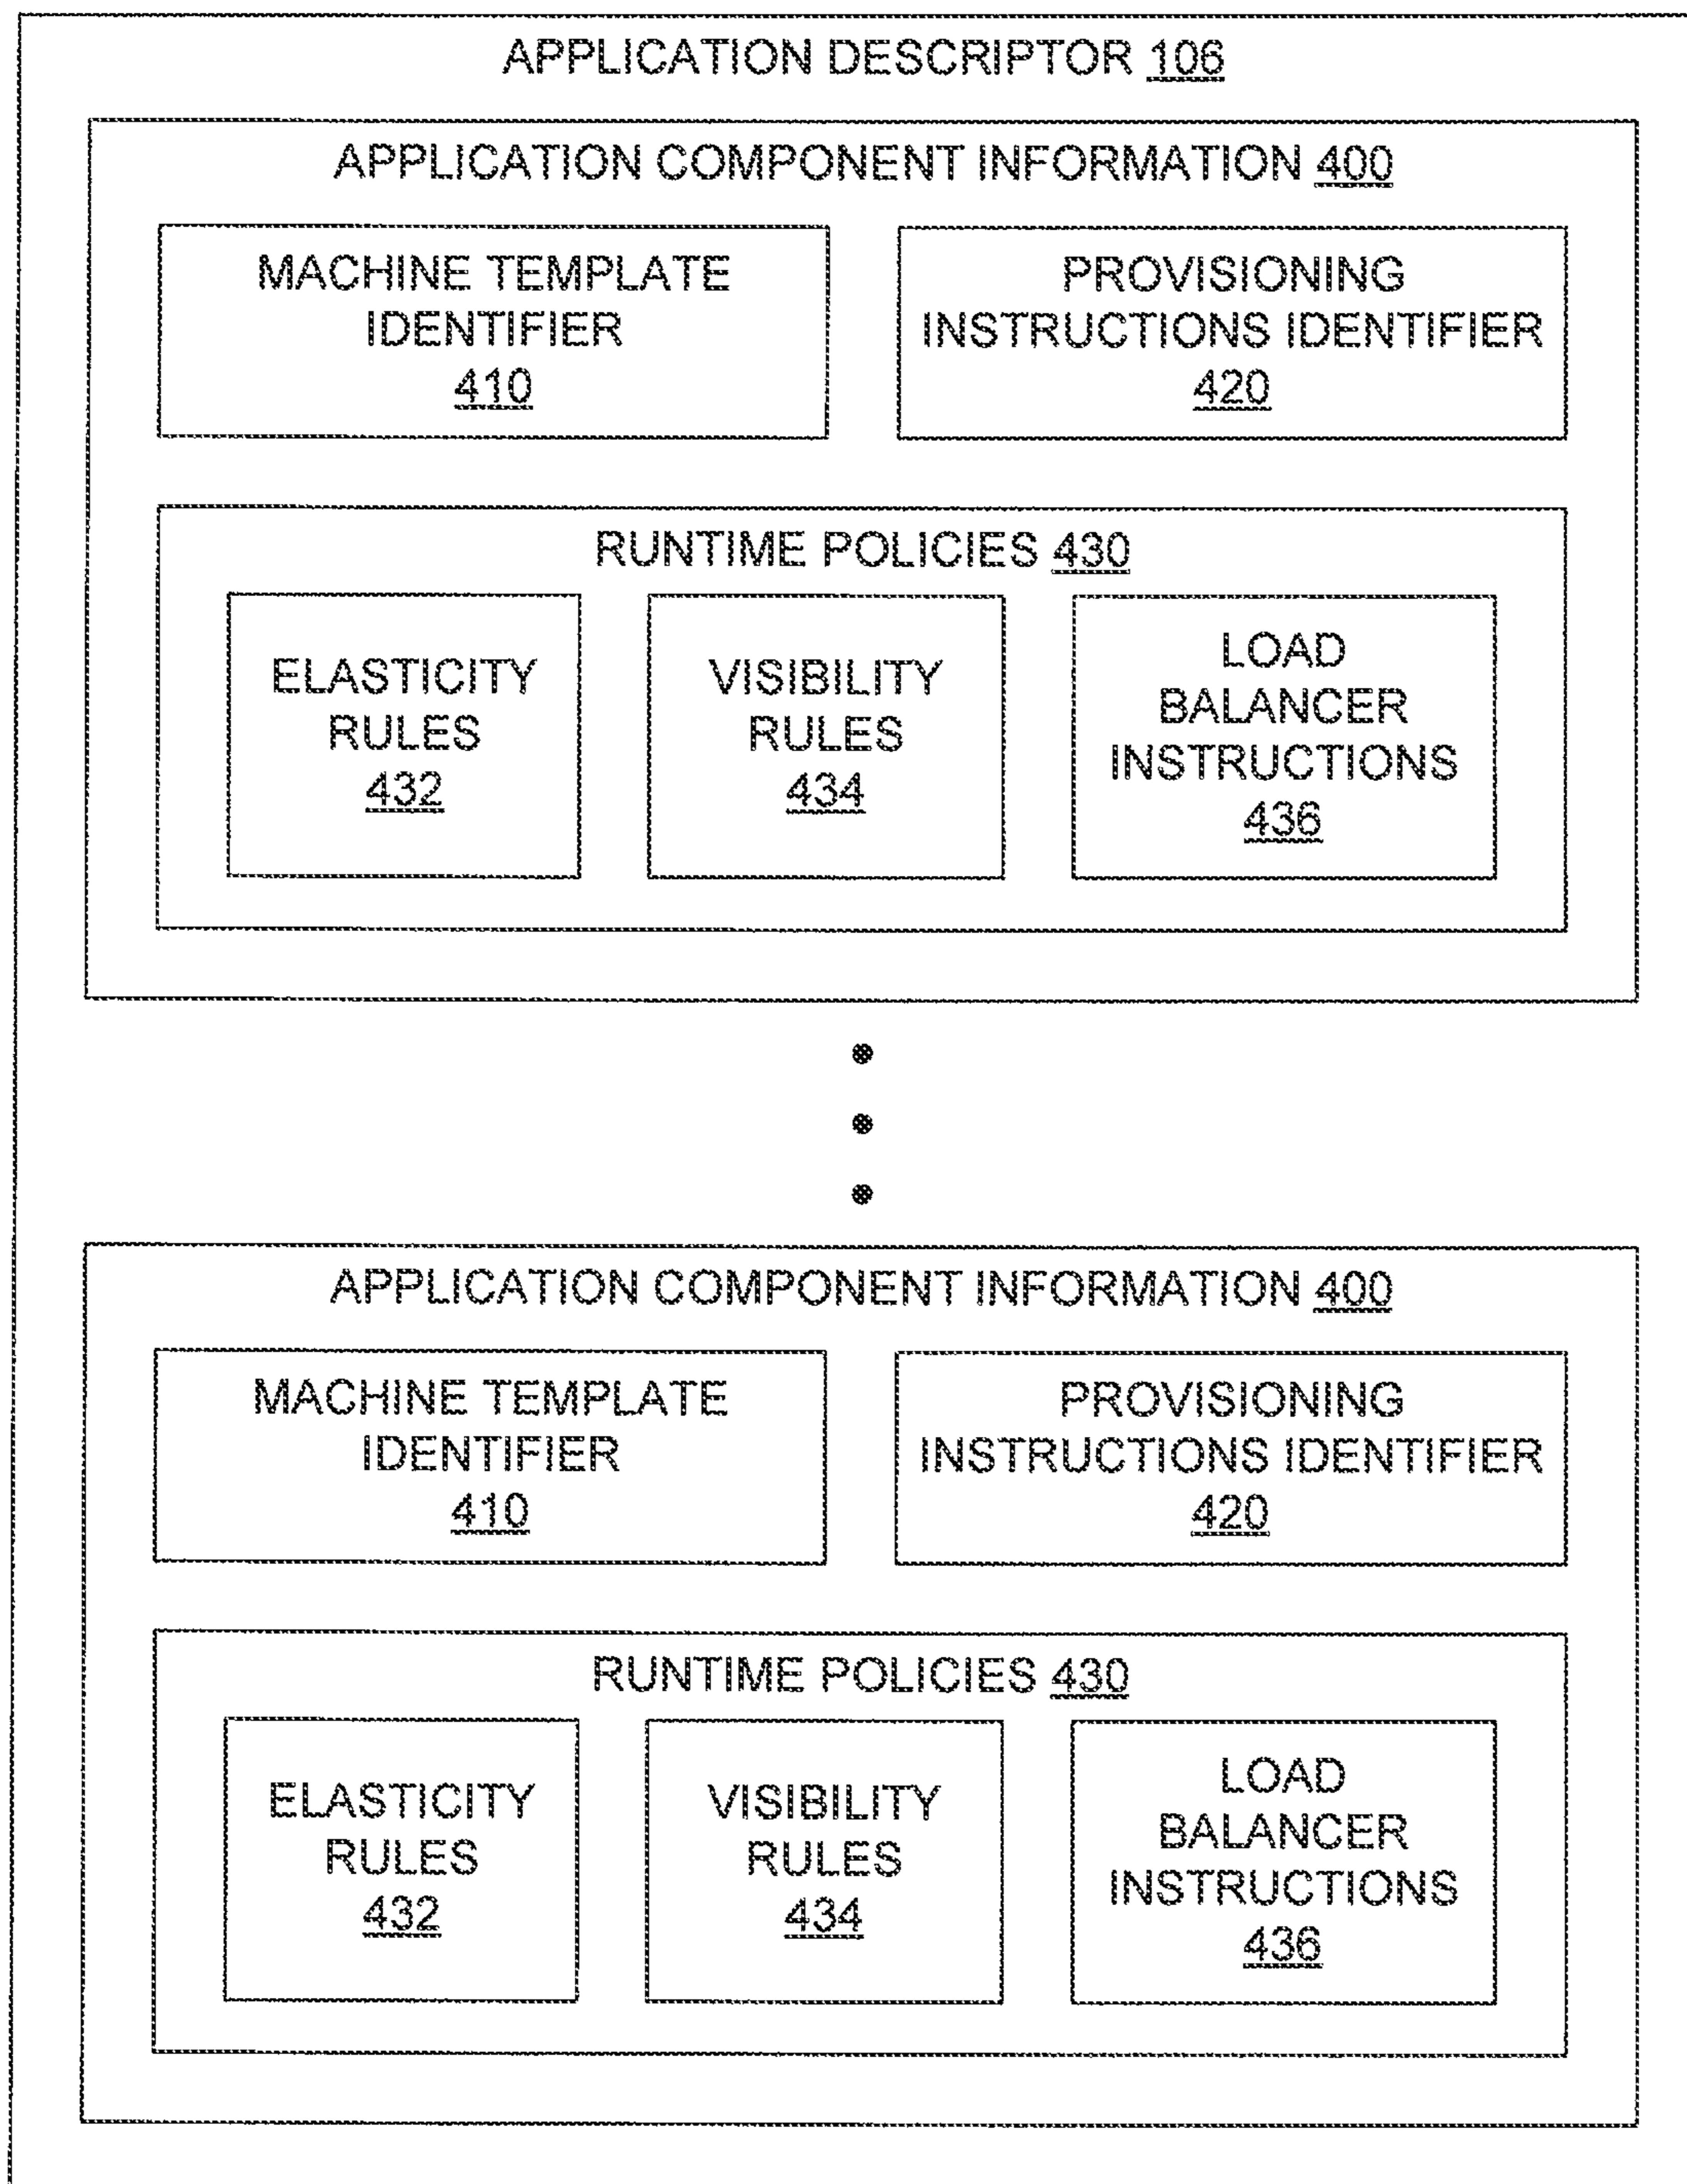 APPLICATION DESCRIPTOR 106
APPLICATION COMPONENT INFORMATION 400
MACHINE TEMPLATE
IDENTIFIER
410
PROVISIONING
INSTRUCTIONS IDENTIFIER
420
RUNTIME POLICIES 430
ELASTICITY
RULES
432
VISIBILITY
RULES
434
LOAD
BALANCER
INSTRUCTIONS
436
APPLICATION COMPONENT INFORMATION 400
MACHINE TEMPLATE
IDENTIFIER
410
PROVISIONING
INSTRUCTIONS IDENTIFIER
420
RUNTIME POLICIES 430
ELASTICITY
RULES
432
VISIBILITY
RULES
434
LOAD
BALANCER
INSTRUCTIONS
436